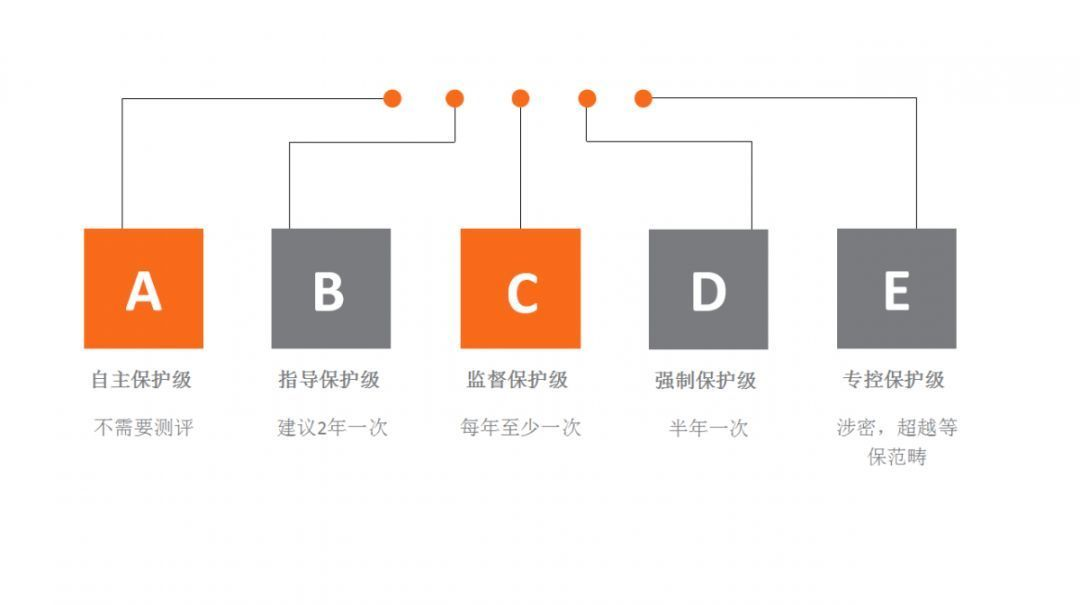 A
B
C
D
E
自主保护级
指导保护级
监督保护级
强制保护级
专控保护级
不需要测评
建议2年一次
每年至少一次
半年一次
涉密，超越等
保范畴